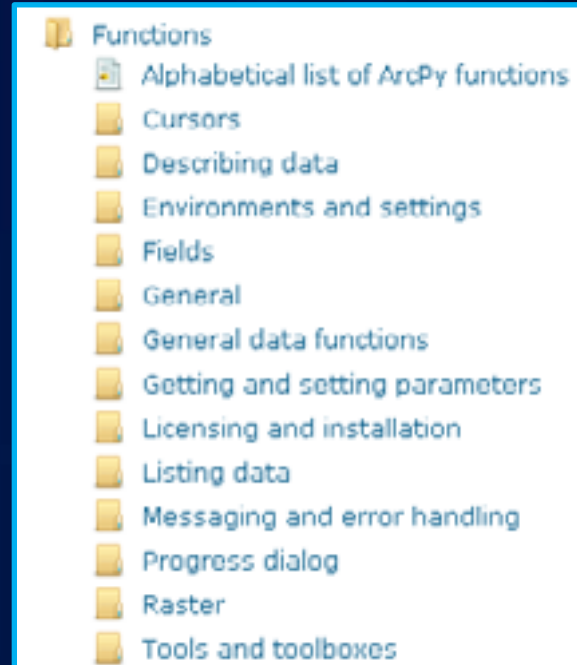 Functions
Alphabetical list of ArcPy functions
Cursors
Describing data
Environments and settings
Fields
General
General data functions
Getting and setting parameters
Licensing and installation
Listing data
Messaging and error handling
Progress dialog
Raster
Tools and toolboxes